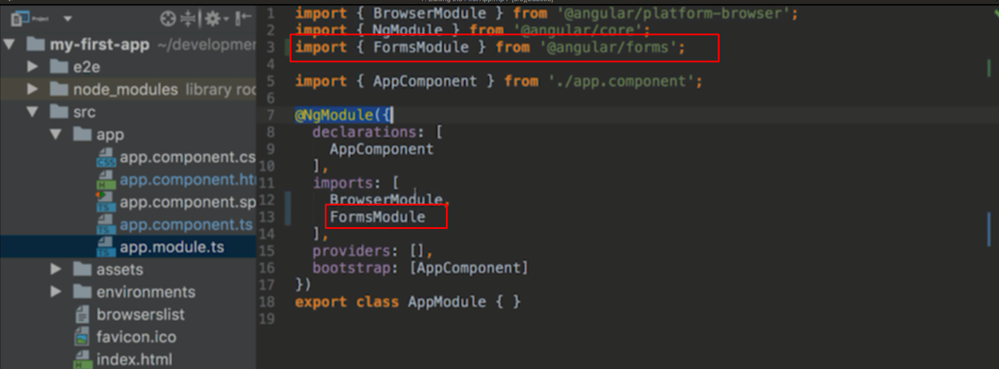 my-first-app ~/developmen
e2e
node_modules library roo
src
app
app.component.cs
app.component.ht
app.component.sp
app.component.ts
app.module.ts
assets
environments
browserslist
favicon.ico
index.html
1 import { BrowserModule } from '@angular/platform-browser';
2 import { NgModule } from '@angular/core';
3 import { FormsModule } from '@angular/forms';
4
5 import { AppComponent } from './app.component';
6
7 @NgModule({
8 declarations: [
9 AppComponent
10 ],
11 imports: [
12 BrowserModule,
13 FormsModule
14 ],
15 providers: [],
16 bootstrap: [AppComponent]
17 })
18 export class AppModule { }
19